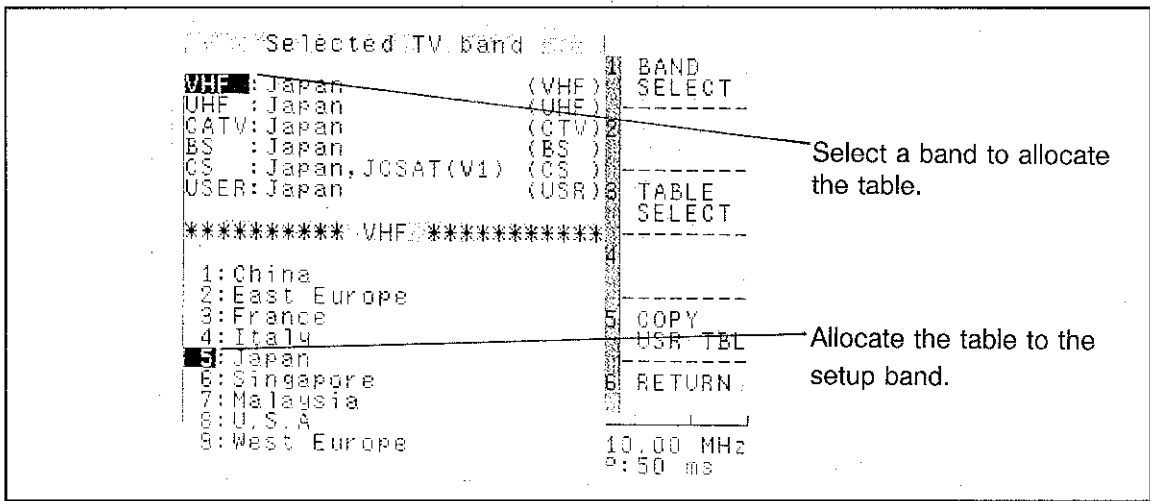 Selected TV band
VHF : Japan (VHF)
UHF : Japan (UHF)
CATV: Japan (CTV)
BS : Japan (BS )
CS : Japan, JCSAT(V1) (CS )
USER: Japan (USR)
********** VHF ***********
1: China
2: East Europe
3: France
4: Italy
5: Japan
6: Singapore
7: Malaysia
8: U.S.A
9: West Europe
1 BAND
SELECT
2
3 TABLE
SELECT
4
5 COPY
USR TBL
6 RETURN
10.00 MHz
:50 ms
Select a band to allocate
the table.
Allocate the table to the
setup band.